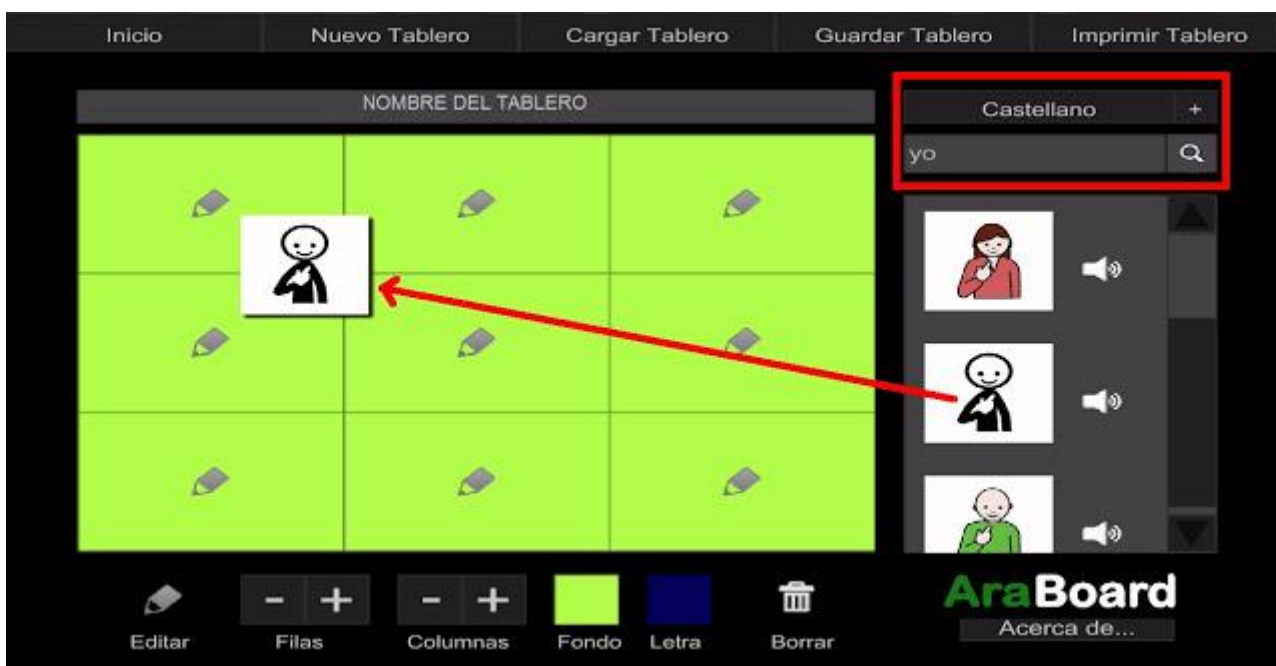 Inicio Nuevo Tablero Cargar Tablero Guardar Tablero Imprimir Tablero
NOMBRE DEL TABLERO
Castellano +
yo
- + - +
Editar Filas Columnas Fondo Letra Borrar
AraBoard
Acerca de...